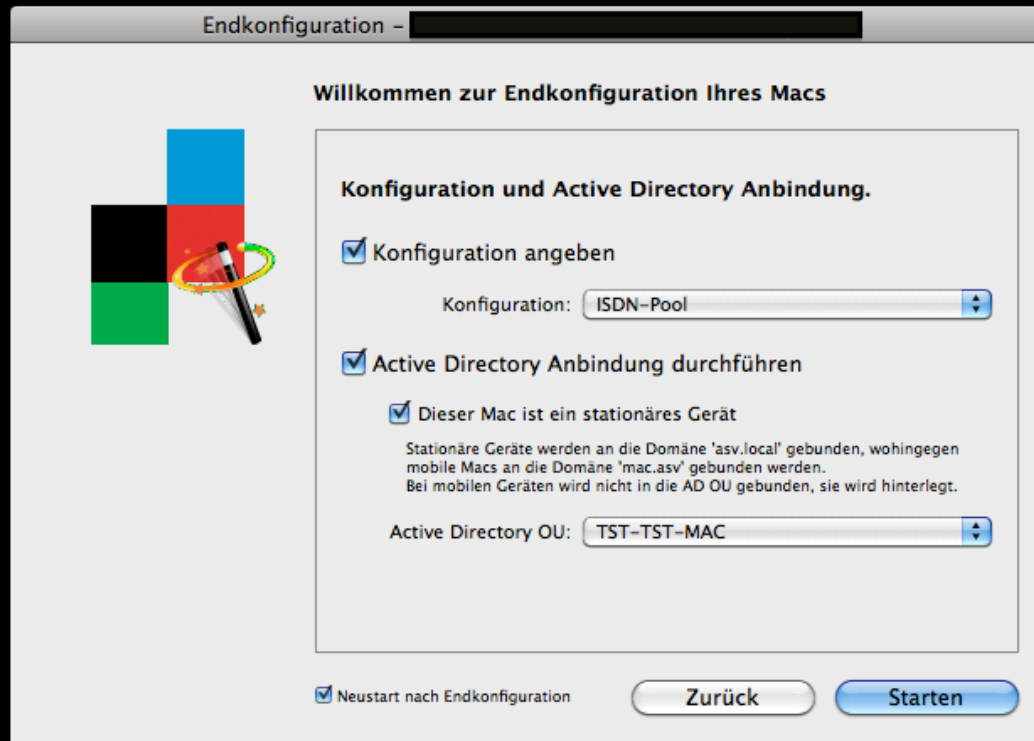 Endkonfiguration –
Willkommen zur Endkonfiguration Ihres Macs
Konfiguration und Active Directory Anbindung.
Konfiguration angeben
Konfiguration: ISDN-Pool
Active Directory Anbindung durchführen
Dieser Mac ist ein stationäres Gerät
Stationäre Geräte werden an die Domäne 'asv.local' gebunden, wohingegen
mobile Macs an die Domäne 'mac.asv' gebunden werden.
Bei mobilen Geräten wird nicht in die AD OU gebunden, sie wird hinterlegt.
Active Directory OU: TST-TST-MAC
Neustart nach Endkonfiguration Zurück Starten